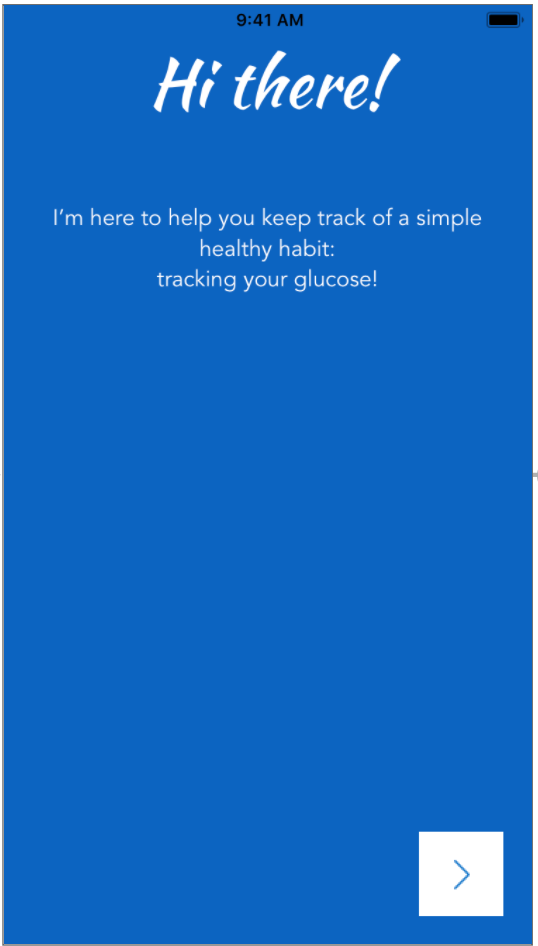 9:41 AM
Hi there!
I’m here to help you keep track of a simple
healthy habit:
tracking your glucose!